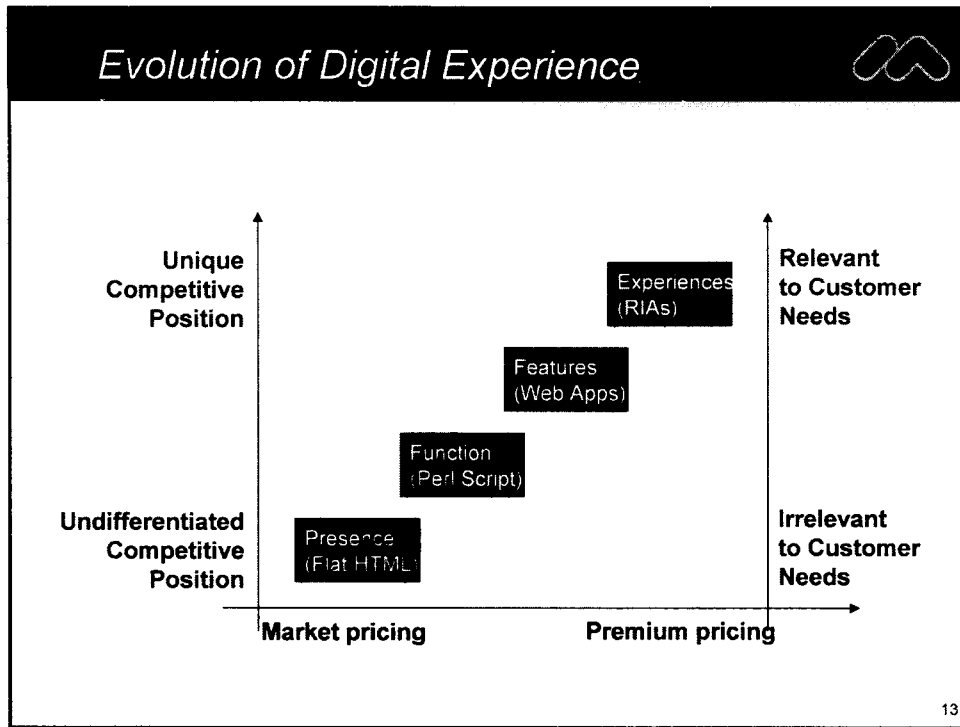 Evolution of Digital Experience
Unique
Competitive
Position
Relevant
to Customer
Needs
Experiences
(RIAs)
Features
(Web Apps)
Function
(Perl Script)
Undifferentiated
Competitive
Position
Presence
(Flat HTML)
Irrelevant
to Customer
Needs
Market pricing
Premium pricing
13